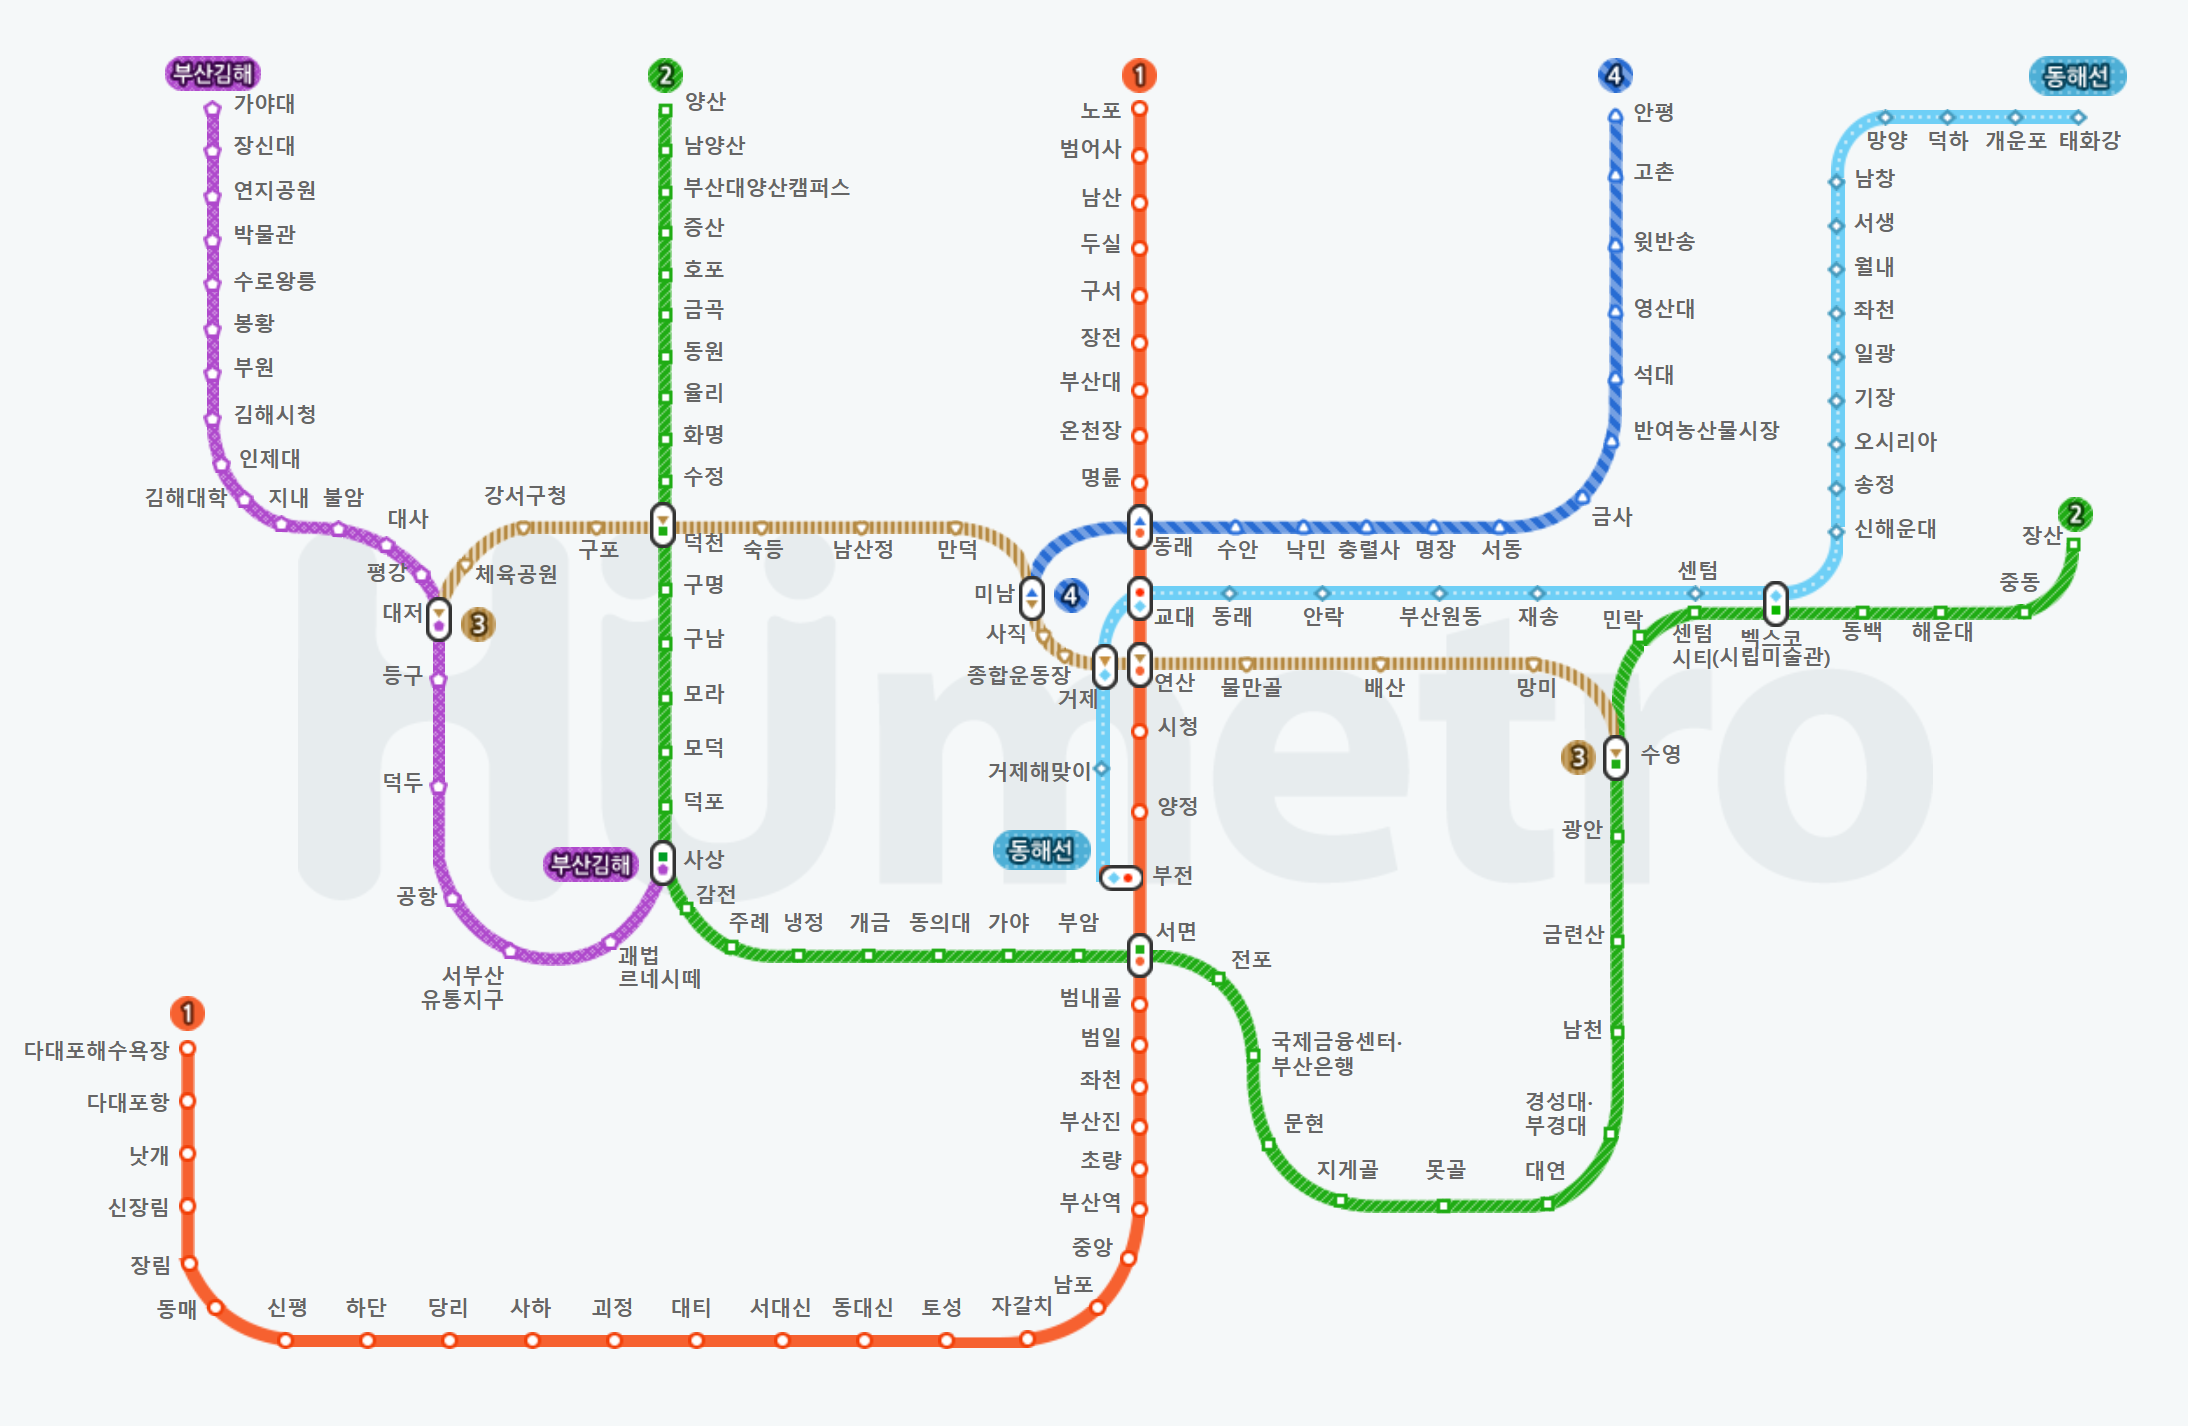 부산김해
가야대
장신대
연지공원
박물관
수로왕릉
봉황
부원
김해시청
인제대
김해대학
지내
불암
대사
평강
대저
등구
덕두
공항
서부산
유통지구
괘법
르네시떼
부산김해
2
양산
남양산
부산대양산캠퍼스
증산
호포
금곡
동원
율리
화명
수정
덕천
구명
구남
모라
모덕
덕포
사상
감전
주례
냉정
개금
동의대
가야
부암
서면
전포
국제금융센터·
부산은행
문현
지게골
못골
대연
경성대·
부경대
남천
금련산
광안
수영
민락
센텀
시티
벡스코
(시립미술관)
동백
해운대
중동
장산
2
1
노포
범어사
남산
두실
구서
장전
부산대
온천장
명륜
동래
교대
연산
시청
양정
부전
범내골
범일
좌천
부산진
초량
부산역
중앙
남포
자갈치
토성
동대신
서대신
대티
괴정
사하
당리
하단
신평
동매
장림
신장림
낫개
다대포항
다대포해수욕장
1
3
체육공원
강서구청
구포
숙등
남산정
만덕
미남
사직
종합운동장
거제
물만골
배산
망미
3
4
안평
고촌
윗반송
영산대
석대
반여농산물시장
금사
서동
명장
충렬사
낙민
수안
4
동해선
태화강
개운포
덕하
망양
남창
서생
월내
좌천
일광
기장
오시리아
송정
신해운대
센텀
재송
부산원동
안락
동래
거제해맞이
동해선
Humetro